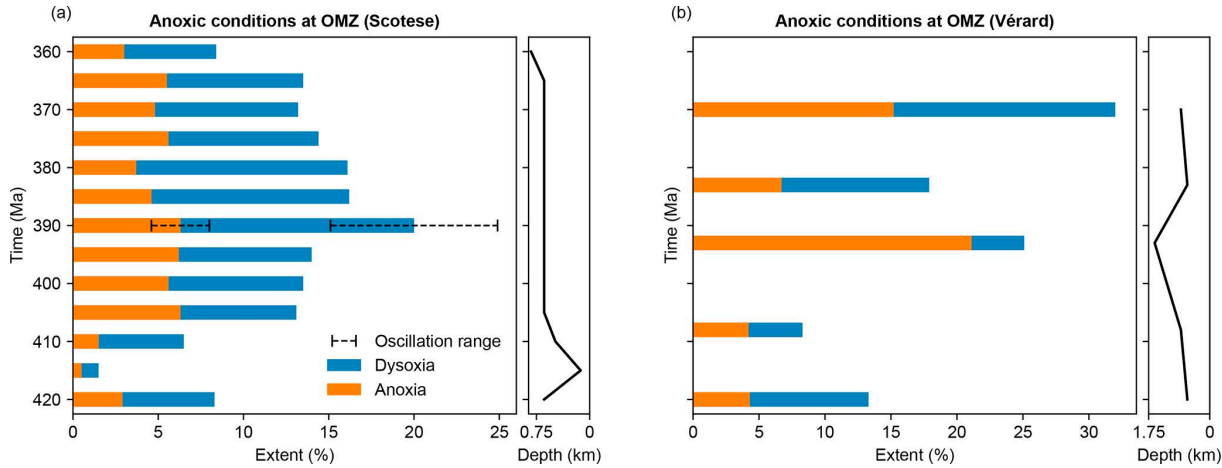 (a)
Anoxic conditions at OMZ (Scotese)
Time (Ma)
360
370
380
390
400
410
420
Oscillation range
Dysoxia
Anoxia
0 5 10 15 20 25
Extent (%)
0.75 0
Depth (km)
(b)
Anoxic conditions at OMZ (Vérard)
Time (Ma)
0 5 10 15 20 25 30
Extent (%)
1.75 0
Depth (km)